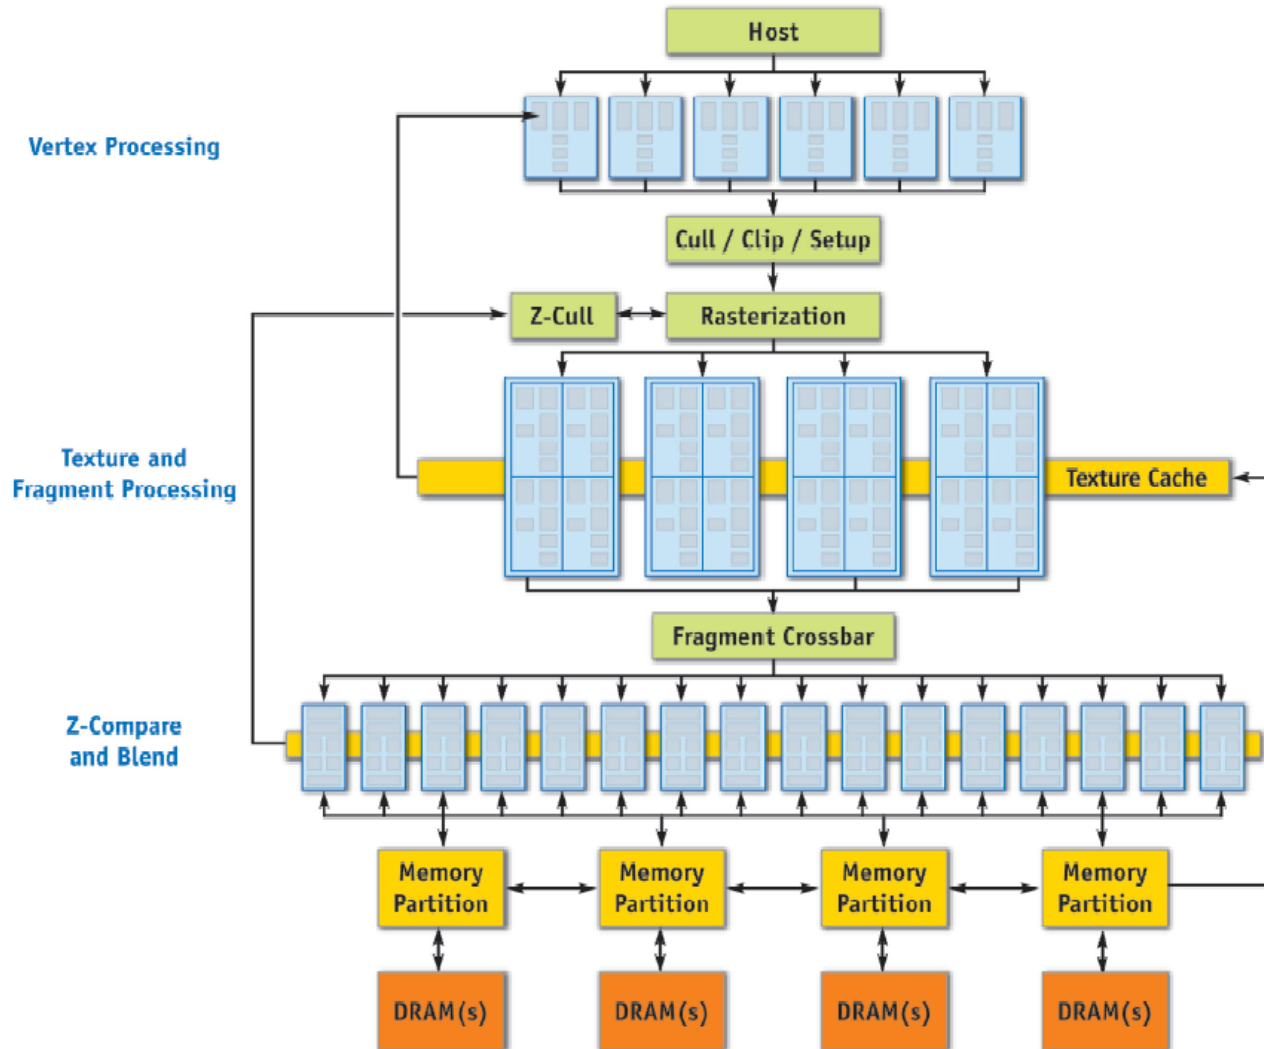 Host
Vertex Processing
Cull / Clip / Setup
Z-Cull
Rasterization
Texture and
Fragment Processing
Texture Cache
Fragment Crossbar
Z-Compare
and Blend
Memory
Partition
Memory
Partition
Memory
Partition
Memory
Partition
DRAM(s)
DRAM(s)
DRAM(s)
DRAM(s)